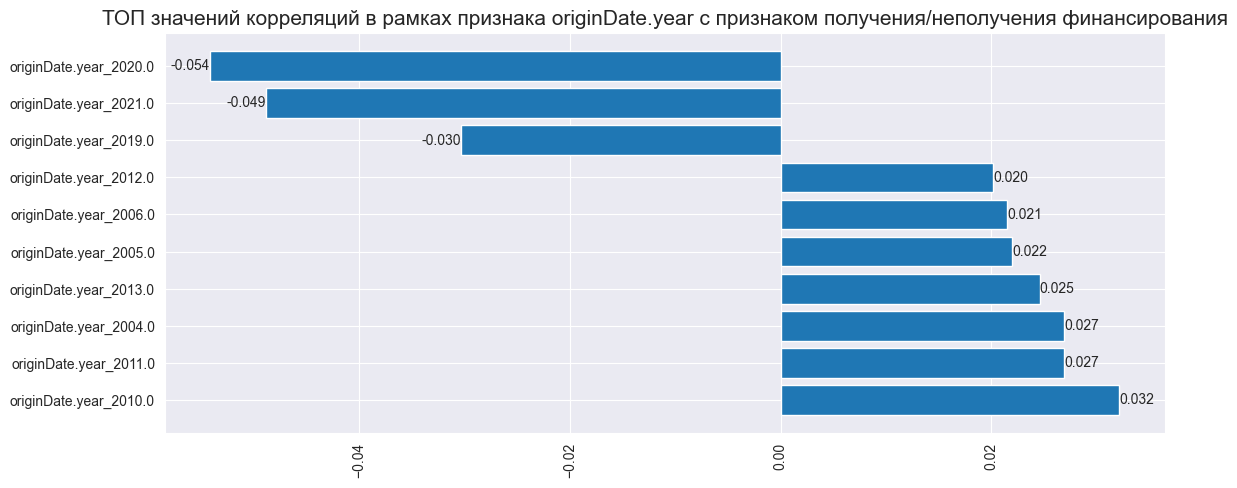 ТОП значений корреляций в рамках признака originDate.year с признаком получения/неполучения финансирования
originDate.year_2020.0 -0.054
originDate.year_2021.0 -0.049
originDate.year_2019.0 -0.030
originDate.year_2012.0 0.020
originDate.year_2006.0 0.021
originDate.year_2005.0 0.022
originDate.year_2013.0 0.025
originDate.year_2004.0 0.027
originDate.year_2011.0 0.027
originDate.year_2010.0 0.032
−0.04 −0.02 0.00 0.02